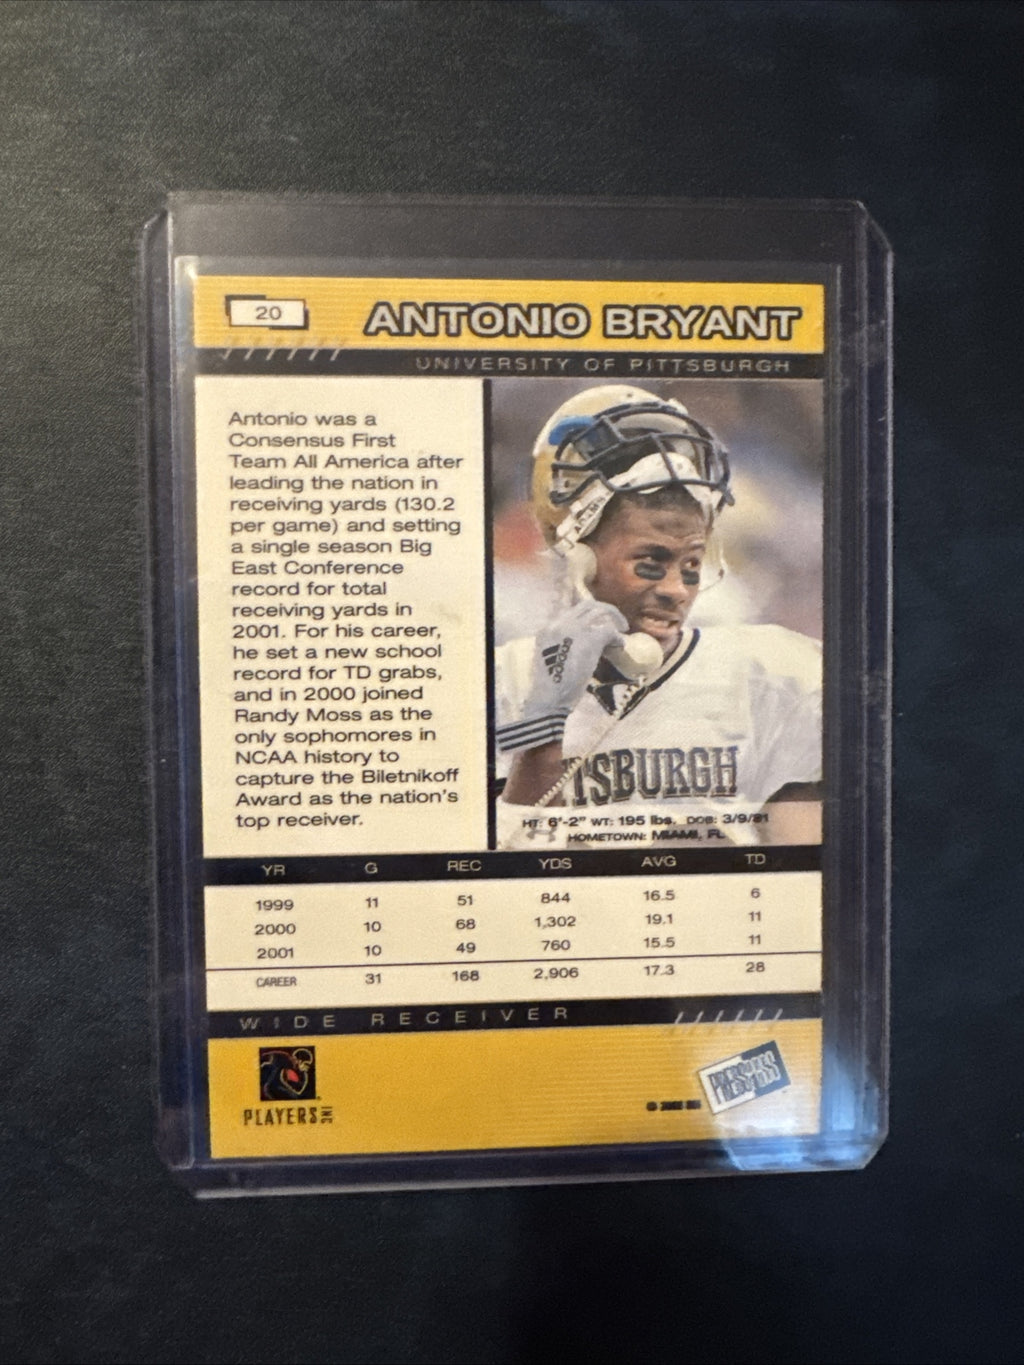 20
ANTONIO BRYANT
UNIVERSITY OF PITTSBURGH
Antonio was a
Consensus First
Team All America after
leading the nation in
receiving yards (130.2
per game) and setting
a single season Big
East Conference
record for total
receiving yards in
2001. For his career,
he set a new school
record for TD grabs,
and in 2000 joined
Randy Moss as the
only sophomores in
NCAA history to
capture the Biletnikoff
Award as the nation's
top receiver.
adidas
TSBURGH
HT: 6'-2" WT: 195 lbs. DOB: 3/9/81
HOMETOWN: MIAMI, FL
YR G REC YDS AVG TD
1999 11 51 844 16.5 6
2000 10 68 1,302 19.1 11
2001 10 49 760 15.5 11
CAREER 31 168 2,906 17.3 28
WIDE RECEIVER
PLAYERS INC
PRESS PASS